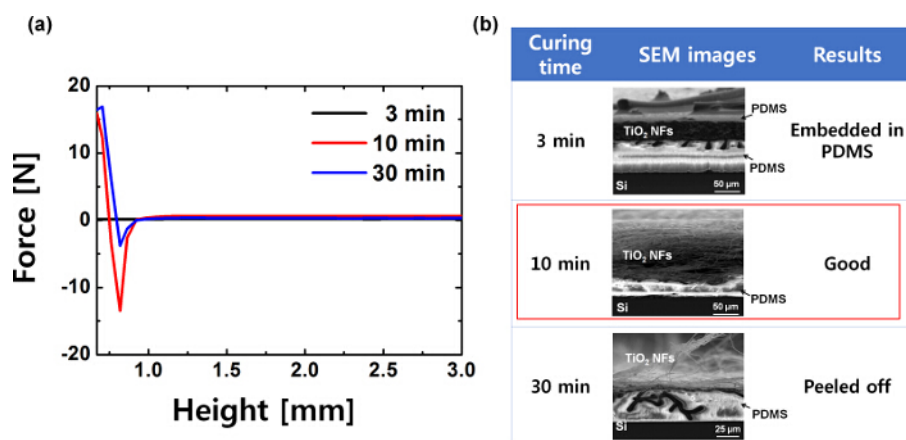 (a)
20
10
0
-10
-20
Force [N]
3 min
10 min
30 min
1.0 1.5 2.0 2.5 3.0
Height [mm]
(b)
Curing time
SEM images
Results
3 min
TiO₂ NFs
PDMS
PDMS
Si
50 μm
Embedded in
PDMS
10 min
TiO₂ NFs
PDMS
Si
50 μm
Good
30 min
TiO₂ NFs
PDMS
Si
25 μm
Peeled off